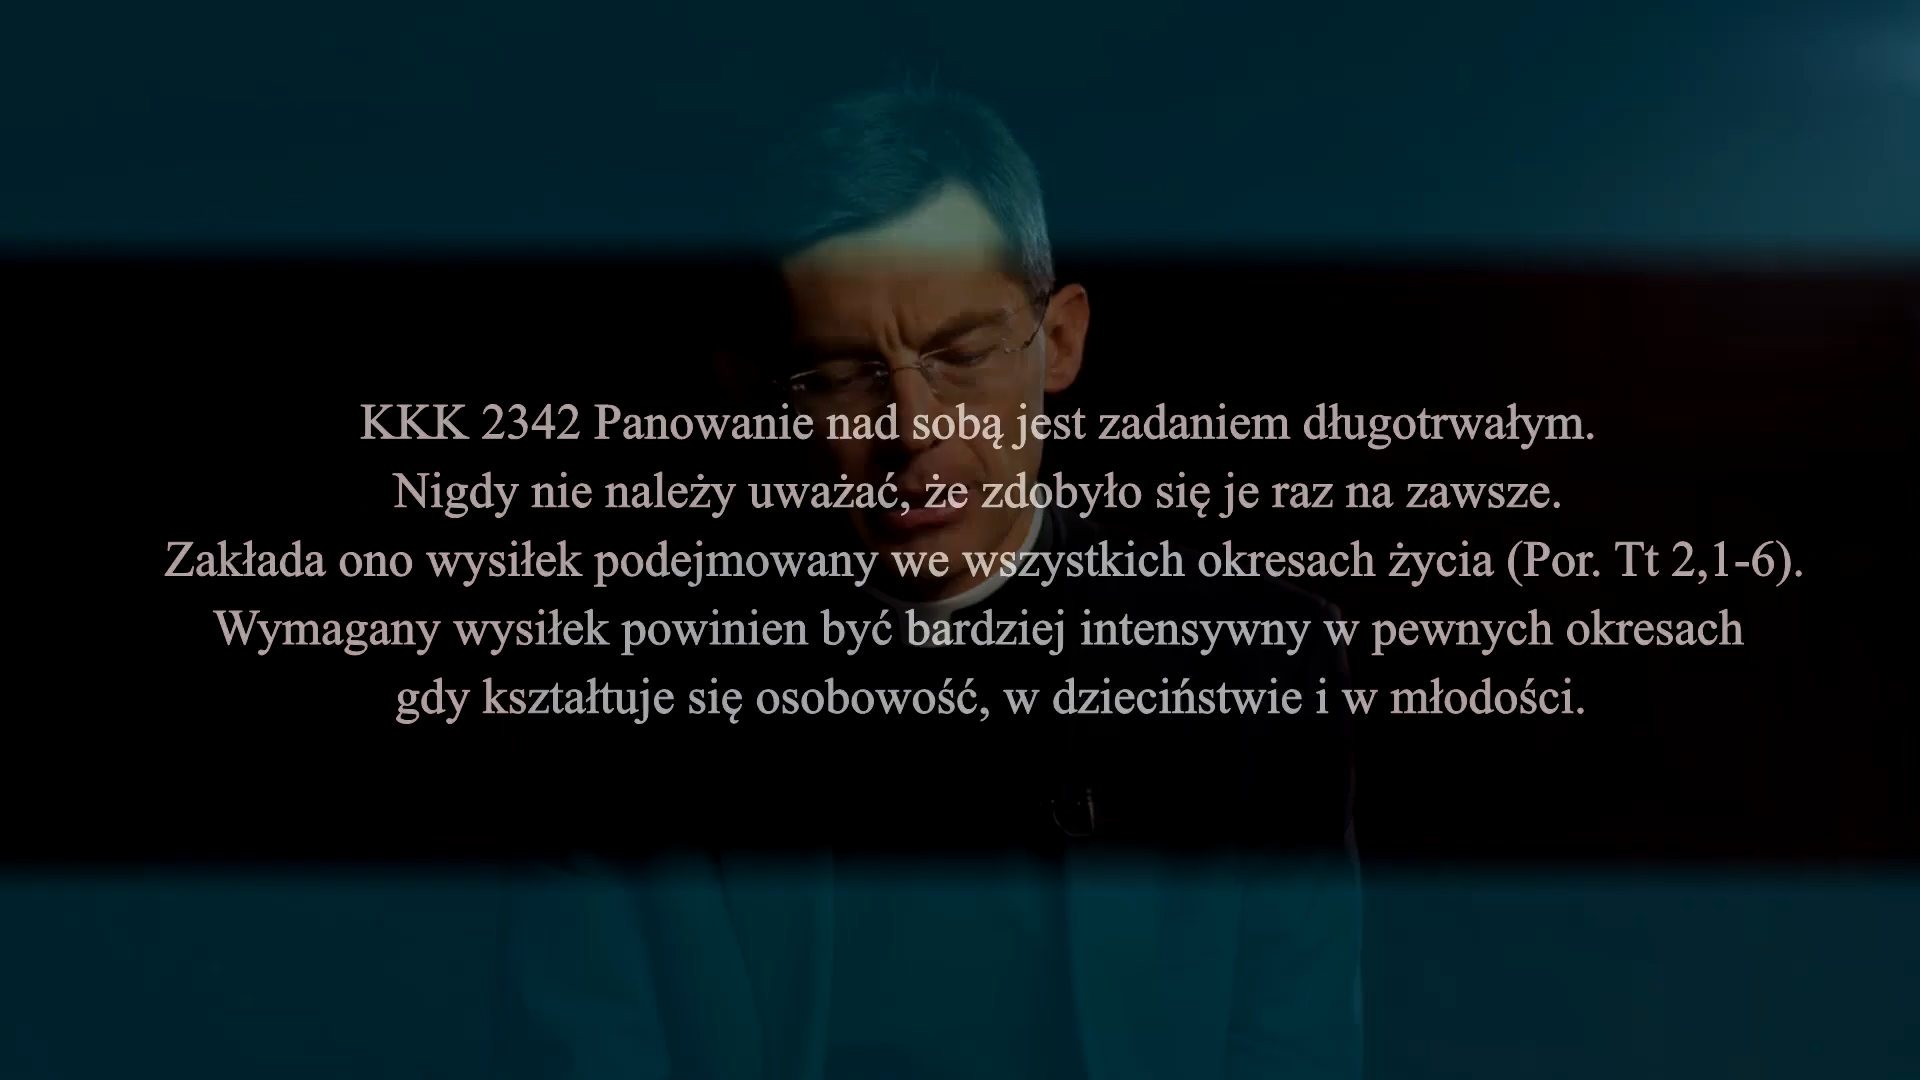 KKK 2342 Panowanie nad sobą jest zadaniem długotrwałym.
Nigdy nie należy uważać, że zdobyło się je raz na zawsze.
Zakłada ono wysiłek podejmowany we wszystkich okresach życia (Por. Tt 2,1-6).
Wymagany wysiłek powinien być bardziej intensywny w pewnych okresach
gdy kształtuje się osobowość, w dzieciństwie i w młodości.